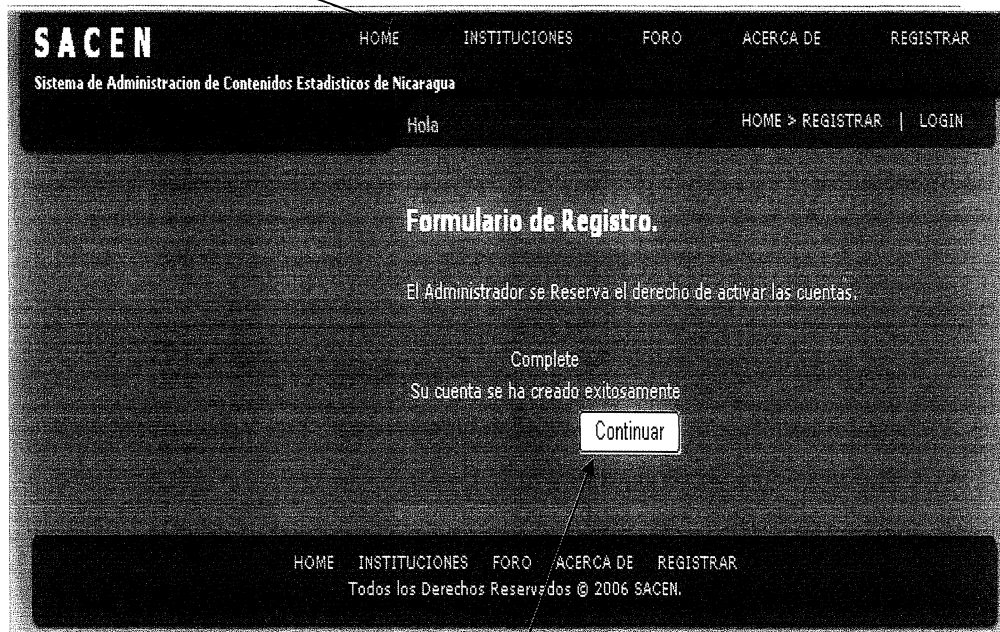 SACEN
HOME INSTITUCIONES FORO ACERCA DE REGISTRAR
Sistema de Administracion de Contenidos Estadisticos de Nicaragua
Hola
HOME > REGISTRAR | LOGIN
Formulario de Registro.
El Administrador se Reserva el derecho de activar las cuentas.
Complete
Su cuenta se ha creado exitosamente
Continuar
HOME INSTITUCIONES FORO ACERCA DE REGISTRAR
Todos los Derechos Reservados @ 2006 SACEN.